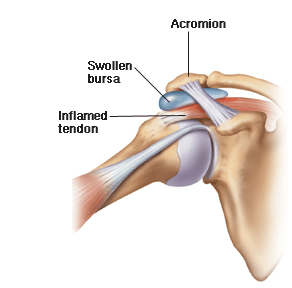 Acromion
Swollen
bursa
Inflamed
tendon